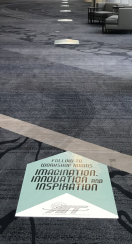 FOLLOW TO
WORKSHOP ROOMS
IMAGINATION,
INNOVATION AND
INSPIRATION